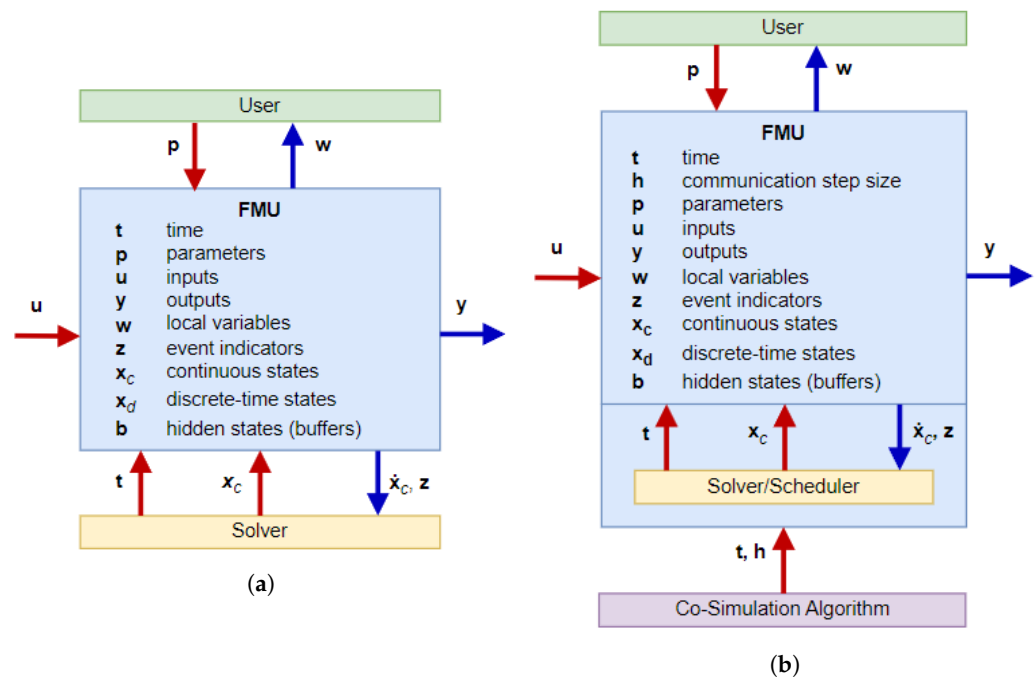 User
p
w
FMU
t time
p parameters
u inputs
y outputs
w local variables
z event indicators
x_c continuous states
x_d discrete-time states
b hidden states (buffers)
u
y
t
x_c
ẋ_c, z
Solver
(a)
User
p
w
FMU
t time
h communication step size
p parameters
u inputs
y outputs
w local variables
z event indicators
x_c continuous states
x_d discrete-time states
b hidden states (buffers)
u
y
t
x_c
ẋ_c, z
Solver/Scheduler
t, h
Co-Simulation Algorithm
(b)